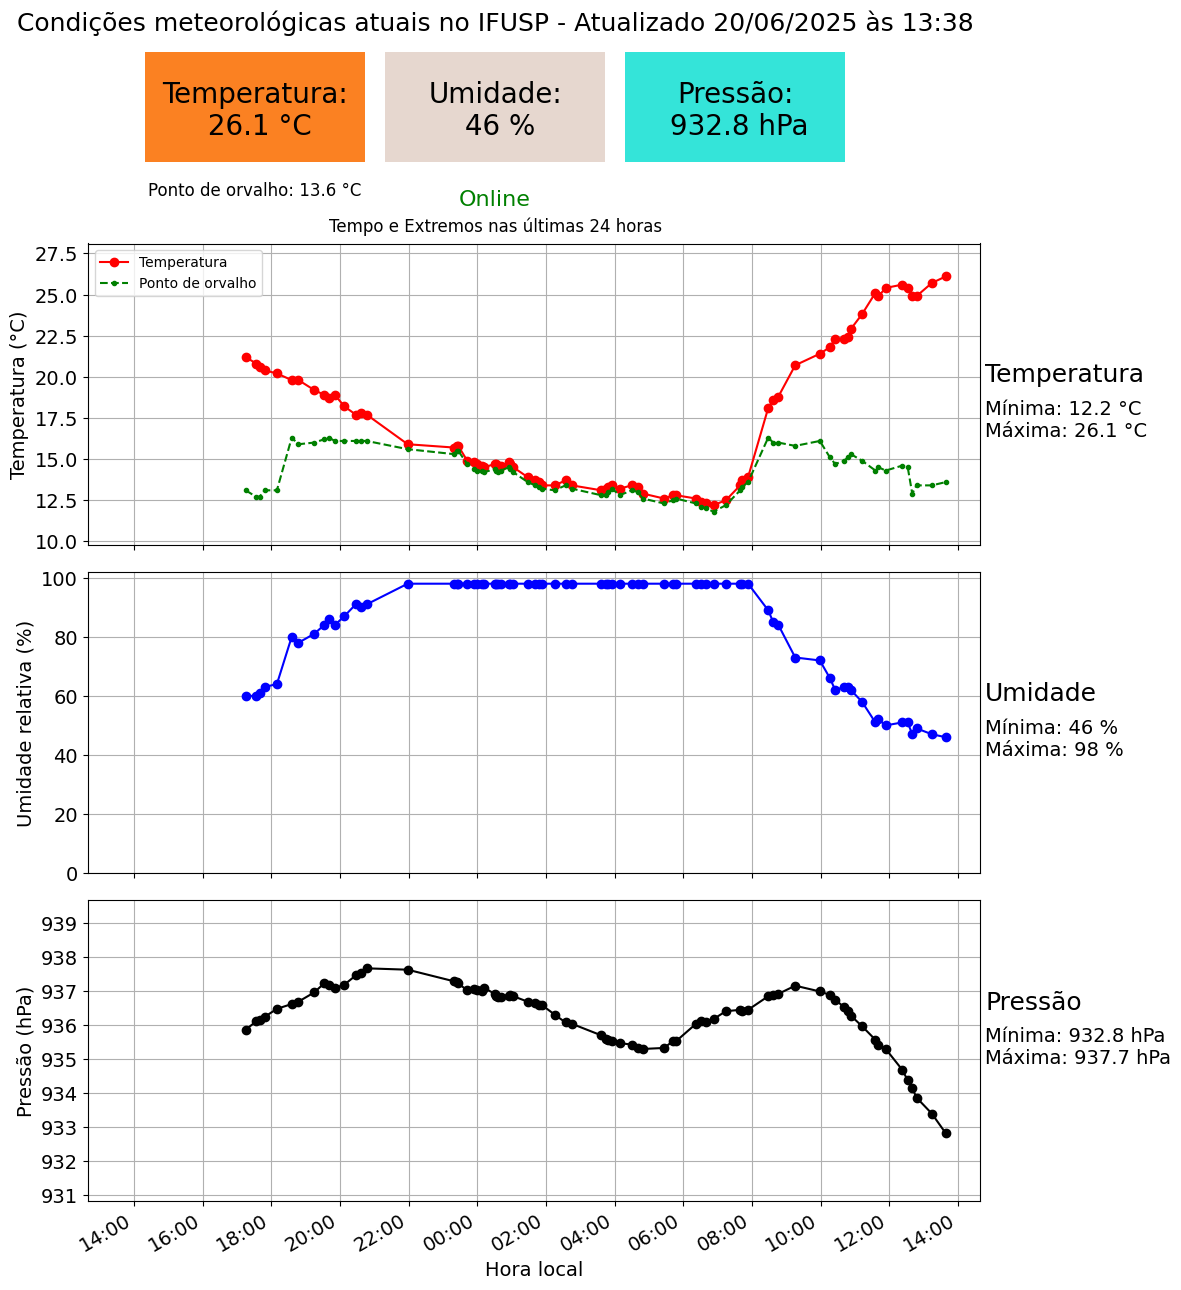 Condições meteorológicas atuais no IFUSP - Atualizado 20/06/2025 às 13:38
Temperatura:
26.1 °C
Umidade:
46 %
Pressão:
932.8 hPa
Ponto de orvalho: 13.6 °C
Online
Tempo e Extremos nas últimas 24 horas
Temperatura
Ponto de orvalho
Temperatura (°C)
27.5
25.0
22.5
20.0
17.5
15.0
12.5
10.0
Temperatura
Mínima: 12.2 °C
Máxima: 26.1 °C
Umidade relativa (%)
100
80
60
40
20
0
Umidade
Mínima: 46 %
Máxima: 98 %
Pressão (hPa)
939
938
937
936
935
934
933
932
931
Pressão
Mínima: 932.8 hPa
Máxima: 937.7 hPa
14:00
16:00
18:00
20:00
22:00
00:00
02:00
04:00
06:00
08:00
10:00
12:00
14:00
Hora local